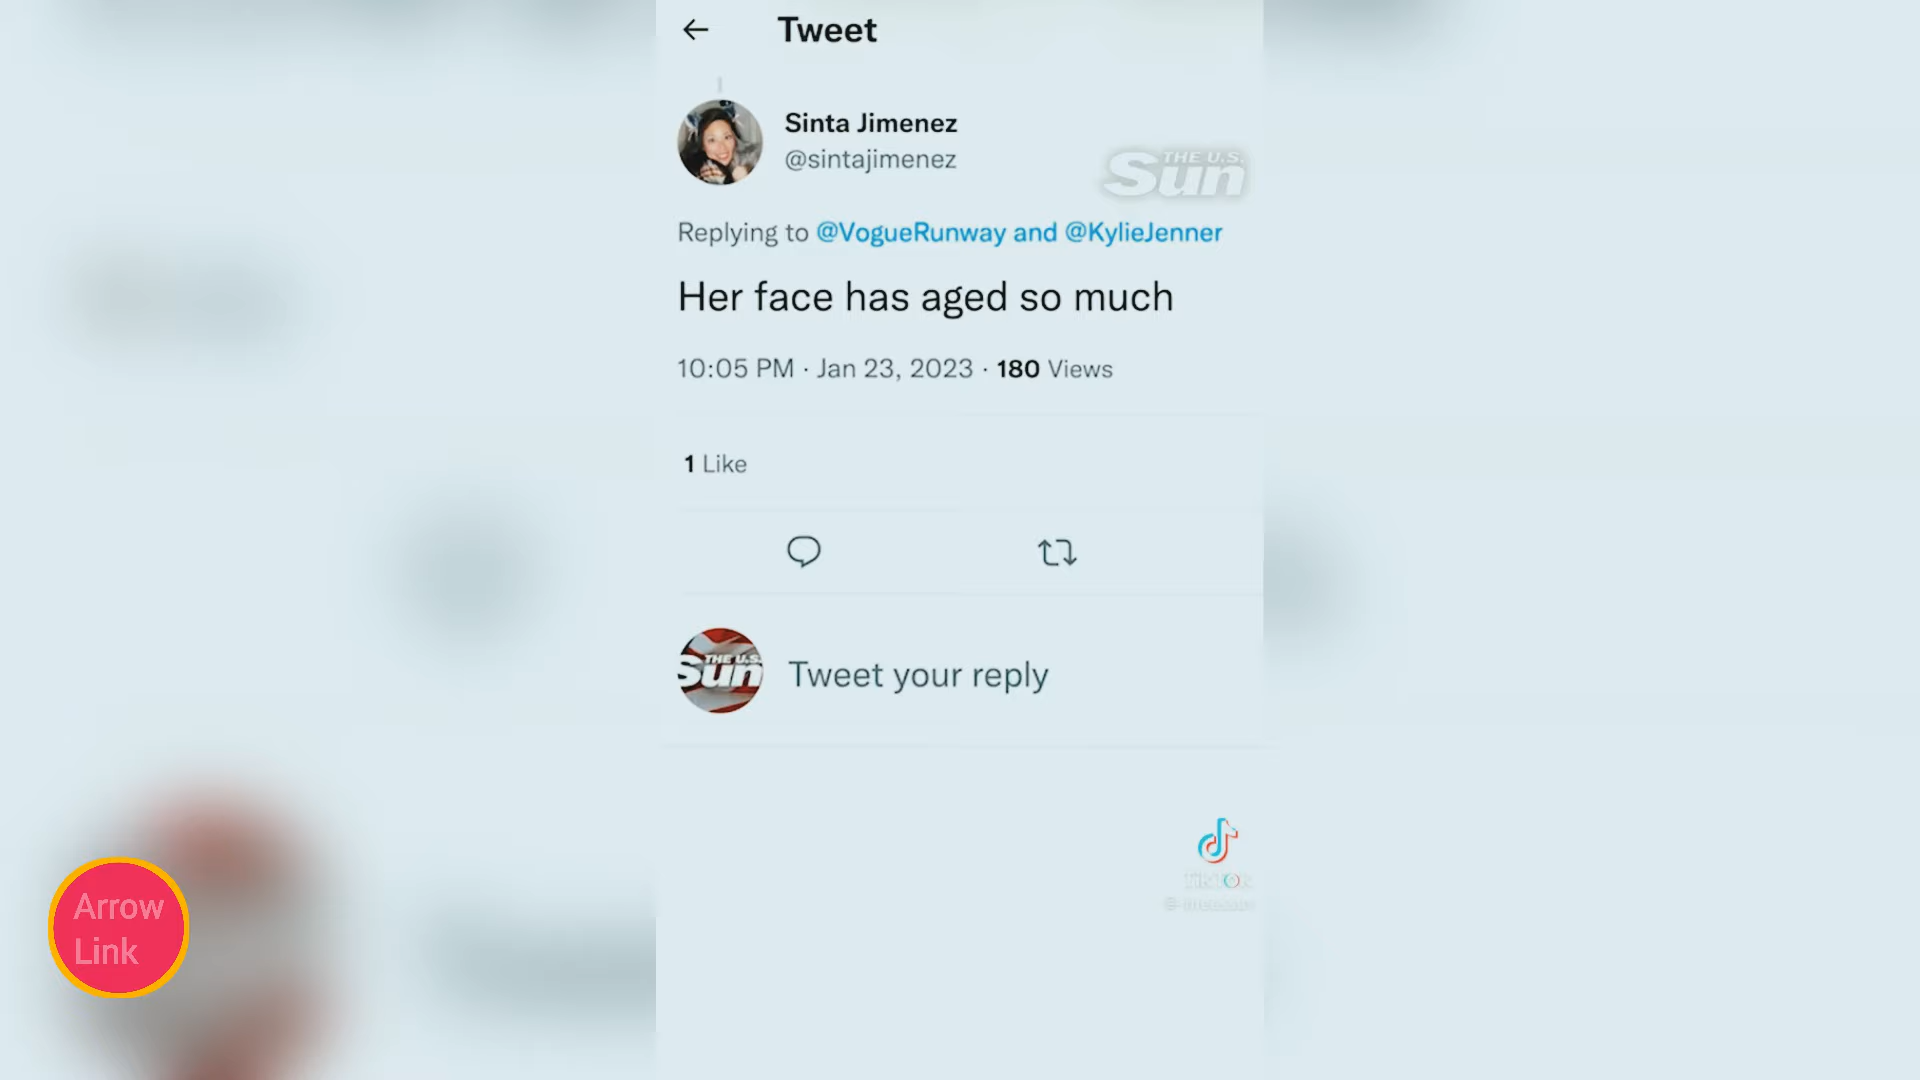 Tweet
Sinta Jimenez
@sintajimenez
THE U.S.
Sun
Replying to @VogueRunway and @KylieJenner
Her face has aged so much
10:05 PM · Jan 23, 2023 · 180 Views
1 Like
THE U.S.
Sun
Tweet your reply
TikTok
Arrow
Link